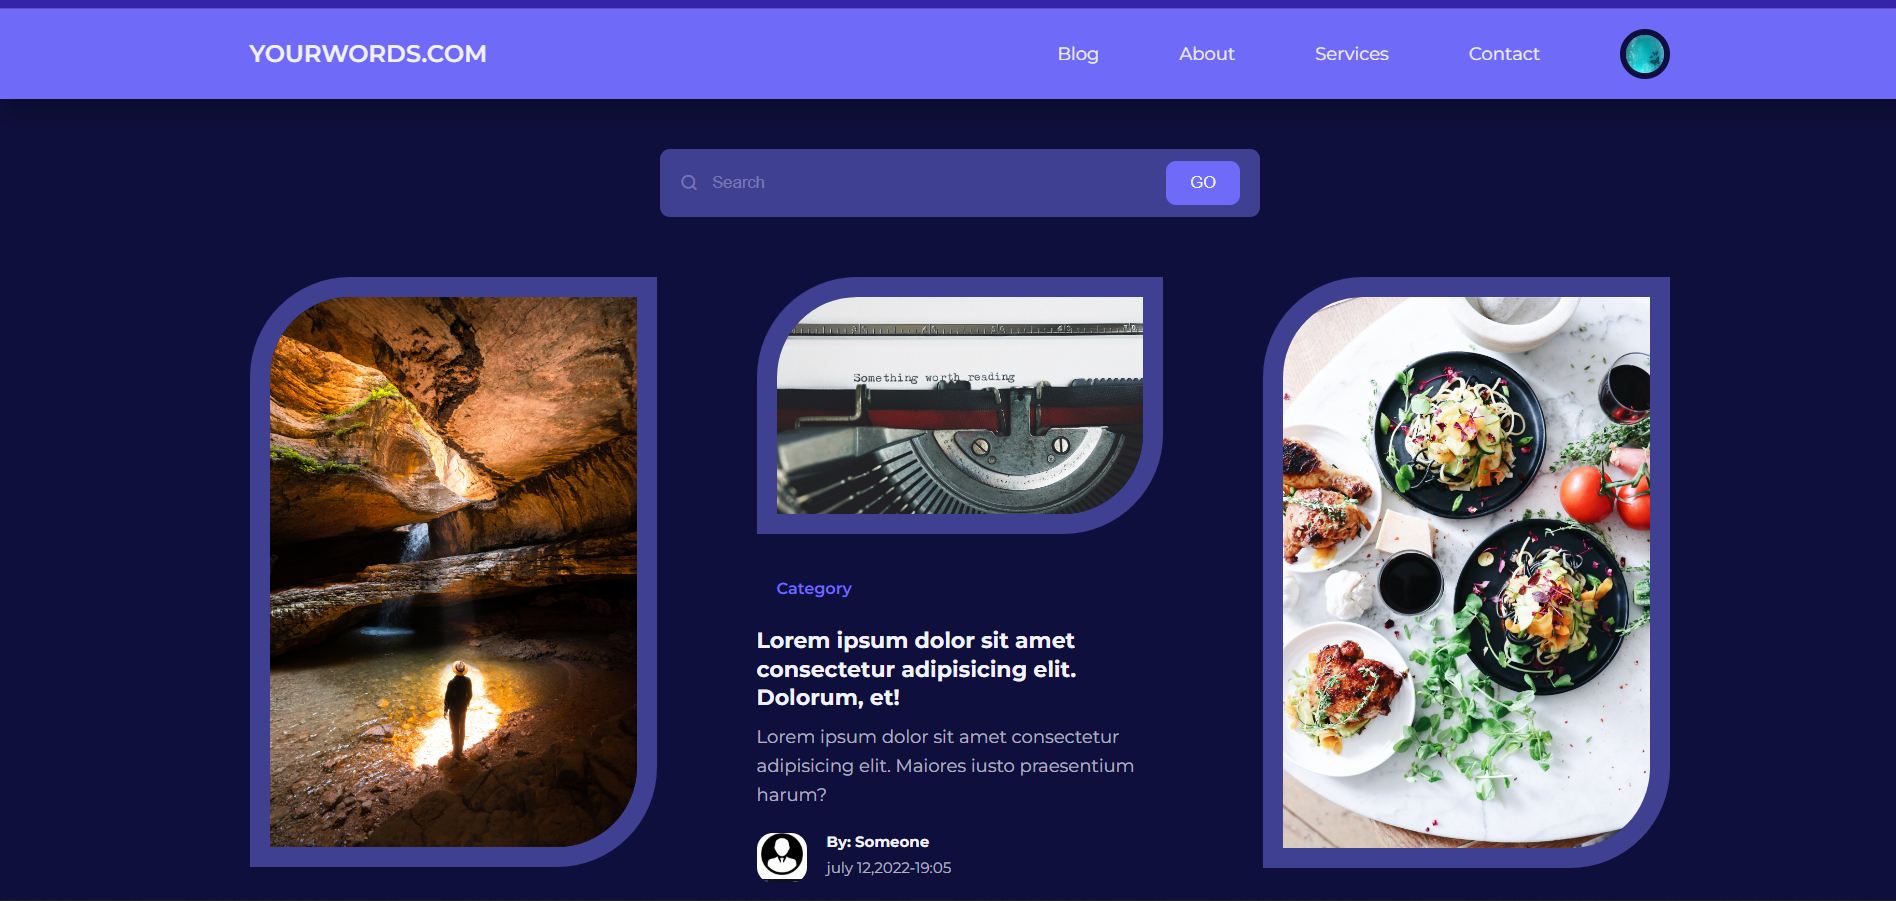 YOURWORDS.COM
Blog
About
Services
Contact
Search
GO
Something worth reading
Category
Lorem ipsum dolor sit amet
consectetur adipisicing elit.
Dolorum, et!
Lorem ipsum dolor sit amet consectetur
adipisicing elit. Maiores iusto praesentium
harum?
By: Someone
july 12,2022-19:05